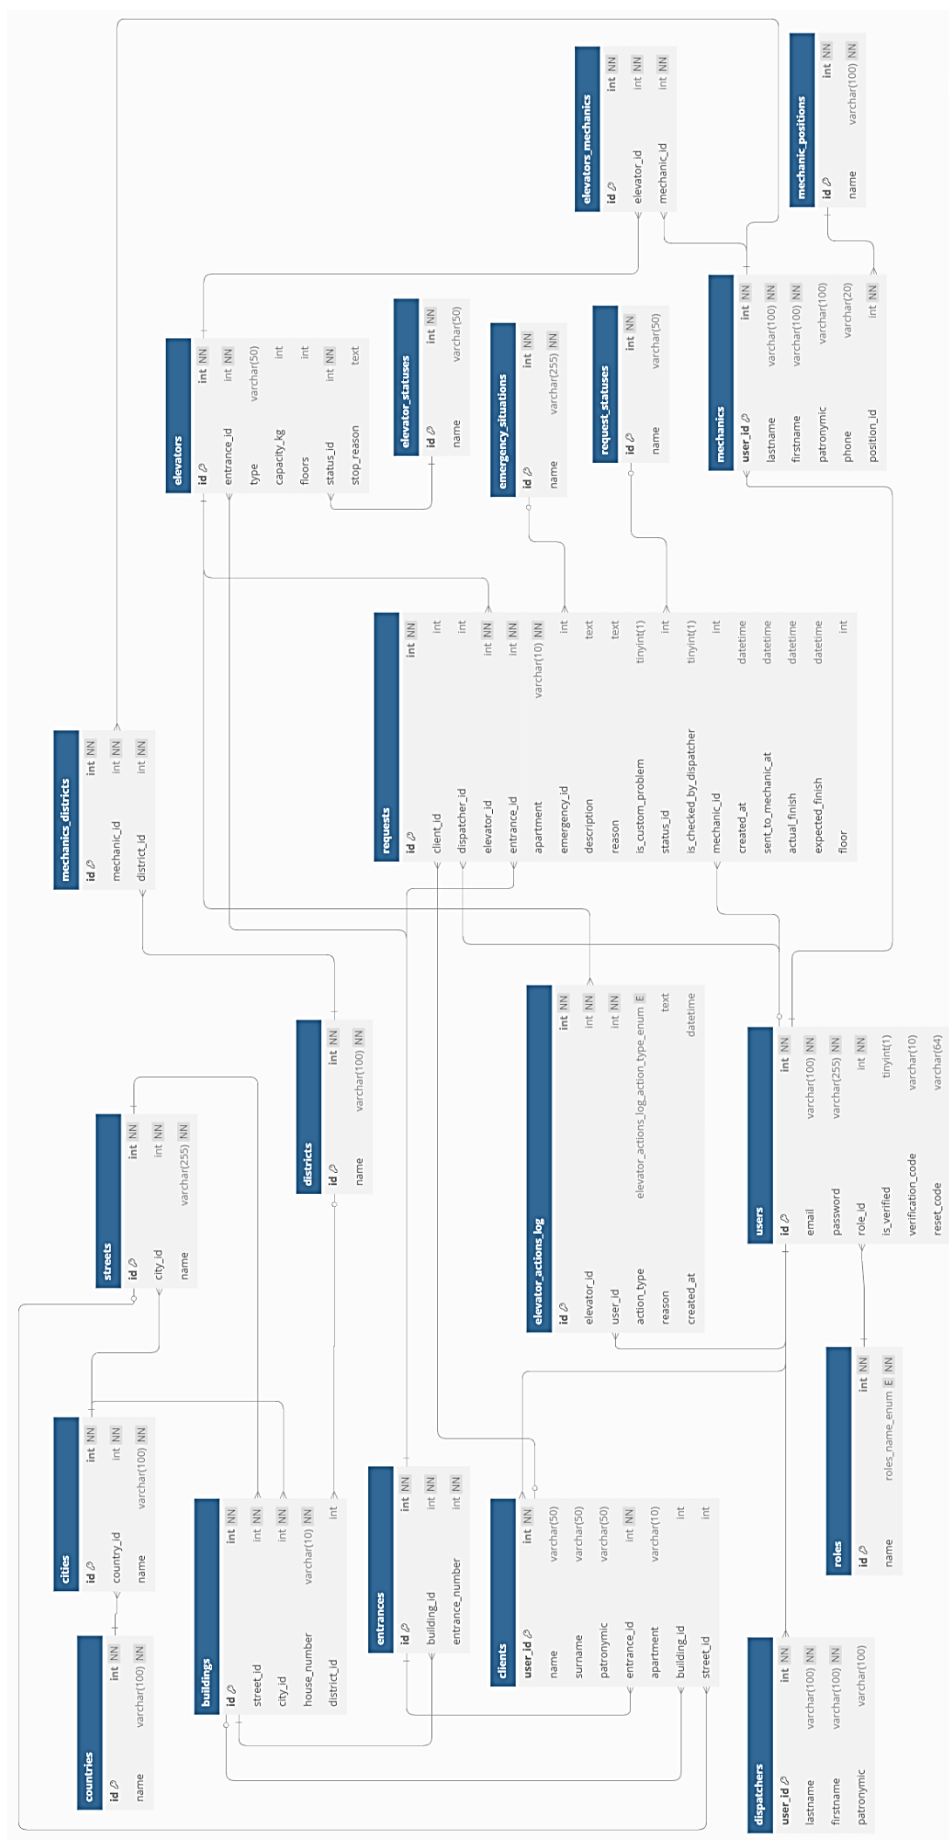 countries
id int NN
name varchar(100) NN
cities
id int NN
country_id int NN
name varchar(100) NN
streets
id int NN
city_id int NN
name varchar(255) NN
mechanics_districts
id int NN
mechanic_id int NN
district_id int NN
buildings
id int NN
street_id int NN
city_id int NN
house_number varchar(10) NN
district_id int
districts
id int NN
name varchar(100) NN
elevators
id int NN
entrance_id int NN
type varchar(50)
capacity_kg int
floors int
status_id int NN
stop_reason text
entrances
id int NN
building_id int NN
entrance_number int NN
requests
id int NN
client_id int
dispatcher_id int
elevator_id int NN
entrance_id int NN
apartment varchar(10) NN
emergency_id int
description text
reason text
is_custom_problem tinyint(1)
status_id int
is_checked_by_dispatcher tinyint(1)
mechanic_id int
created_at datetime
sent_to_mechanic_at datetime
actual_finish datetime
expected_finish datetime
floor int
elevator_statuses
id int NN
name varchar(50)
clients
user_id int NN
name varchar(50)
surname varchar(50)
patronymic varchar(50)
entrance_id int NN
apartment varchar(10)
building_id int
street_id int
elevator_actions_log
id int NN
elevator_id int NN
user_id int NN
action_type elevator_actions_log_action_type_enum E
reason text
created_at datetime
emergency_situations
id int NN
name varchar(255) NN
elevators_mechanics
id int NN
elevator_id int NN
mechanic_id int NN
request_statuses
id int NN
name varchar(50)
dispatchers
user_id int NN
lastname varchar(100) NN
firstname varchar(100) NN
patronymic varchar(100)
roles
id int NN
name roles_name_enum E NN
users
id int NN
email varchar(100) NN
password varchar(255) NN
role_id int NN
is_verified tinyint(1)
verification_code varchar(10)
reset_code varchar(64)
mechanics
user_id int NN
lastname varchar(100) NN
firstname varchar(100) NN
patronymic varchar(100)
phone varchar(20)
position_id int NN
mechanic_positions
id int NN
name varchar(100) NN